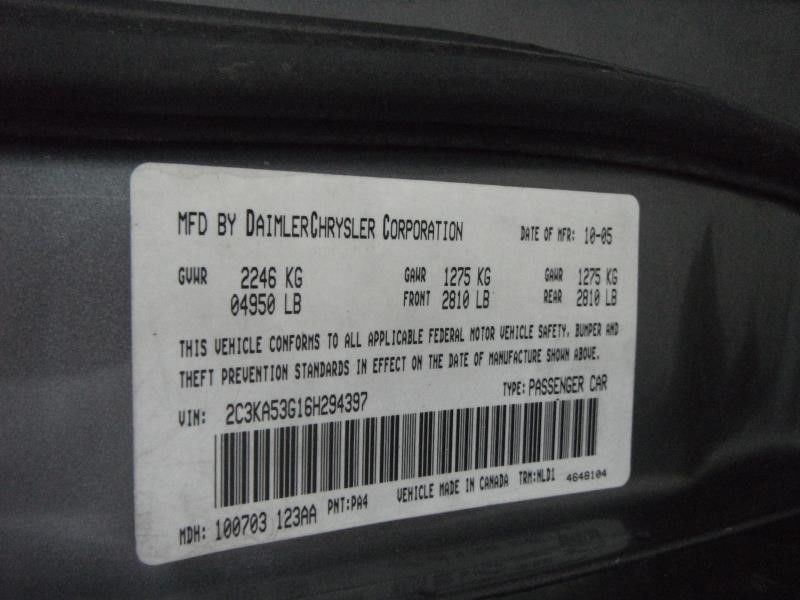 MFD BY DAIMLERCHRYSLER CORPORATION DATE OF MFR: 10-05
GVWR 2246 KG GAWR 1275 KG GAWR 1275 KG
04950 LB FRONT 2810 LB REAR 2810 LB
THIS VEHICLE CONFORMS TO ALL APPLICABLE FEDERAL MOTOR VEHICLE SAFETY, BUMPER AND
THEFT PREVENTION STANDARDS IN EFFECT ON THE DATE OF MANUFACTURE SHOWN ABOVE.
VIN: 2C3KA53G16H294397 TYPE: PASSENGER CAR
MDH: 100703 123AA PNT:PA4 VEHICLE MADE IN CANADA TRM:NLD1 4648104